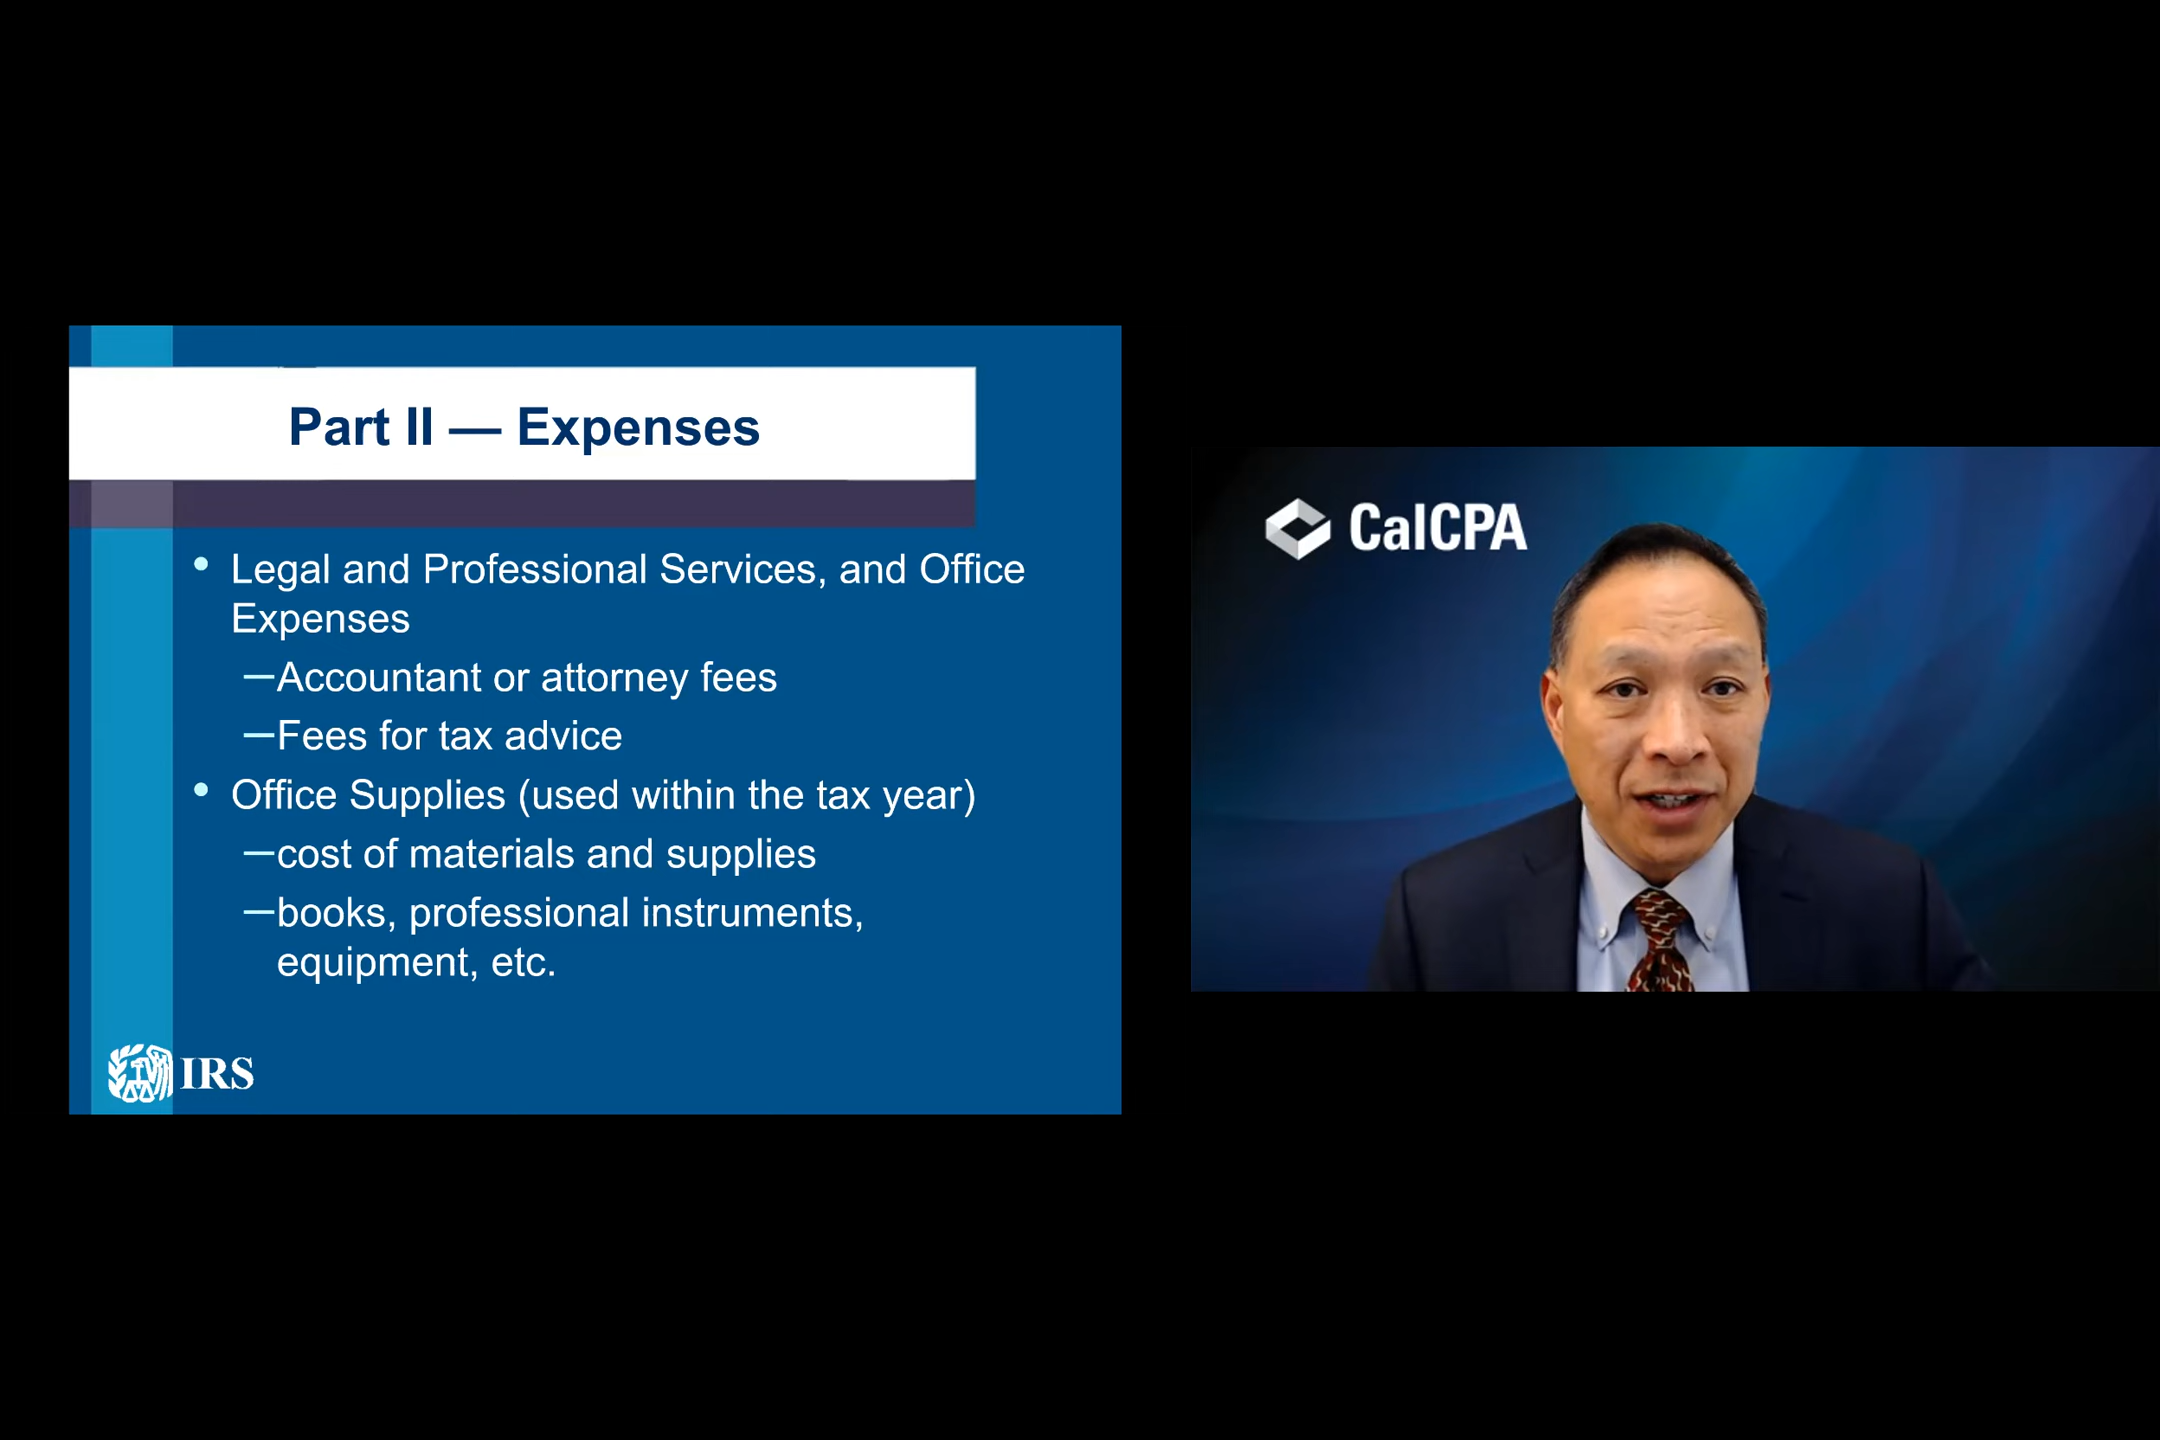 Part II — Expenses
• Legal and Professional Services, and Office
Expenses
—Accountant or attorney fees
—Fees for tax advice
• Office Supplies (used within the tax year)
—cost of materials and supplies
—books, professional instruments,
equipment, etc.
IRS
CalCPA